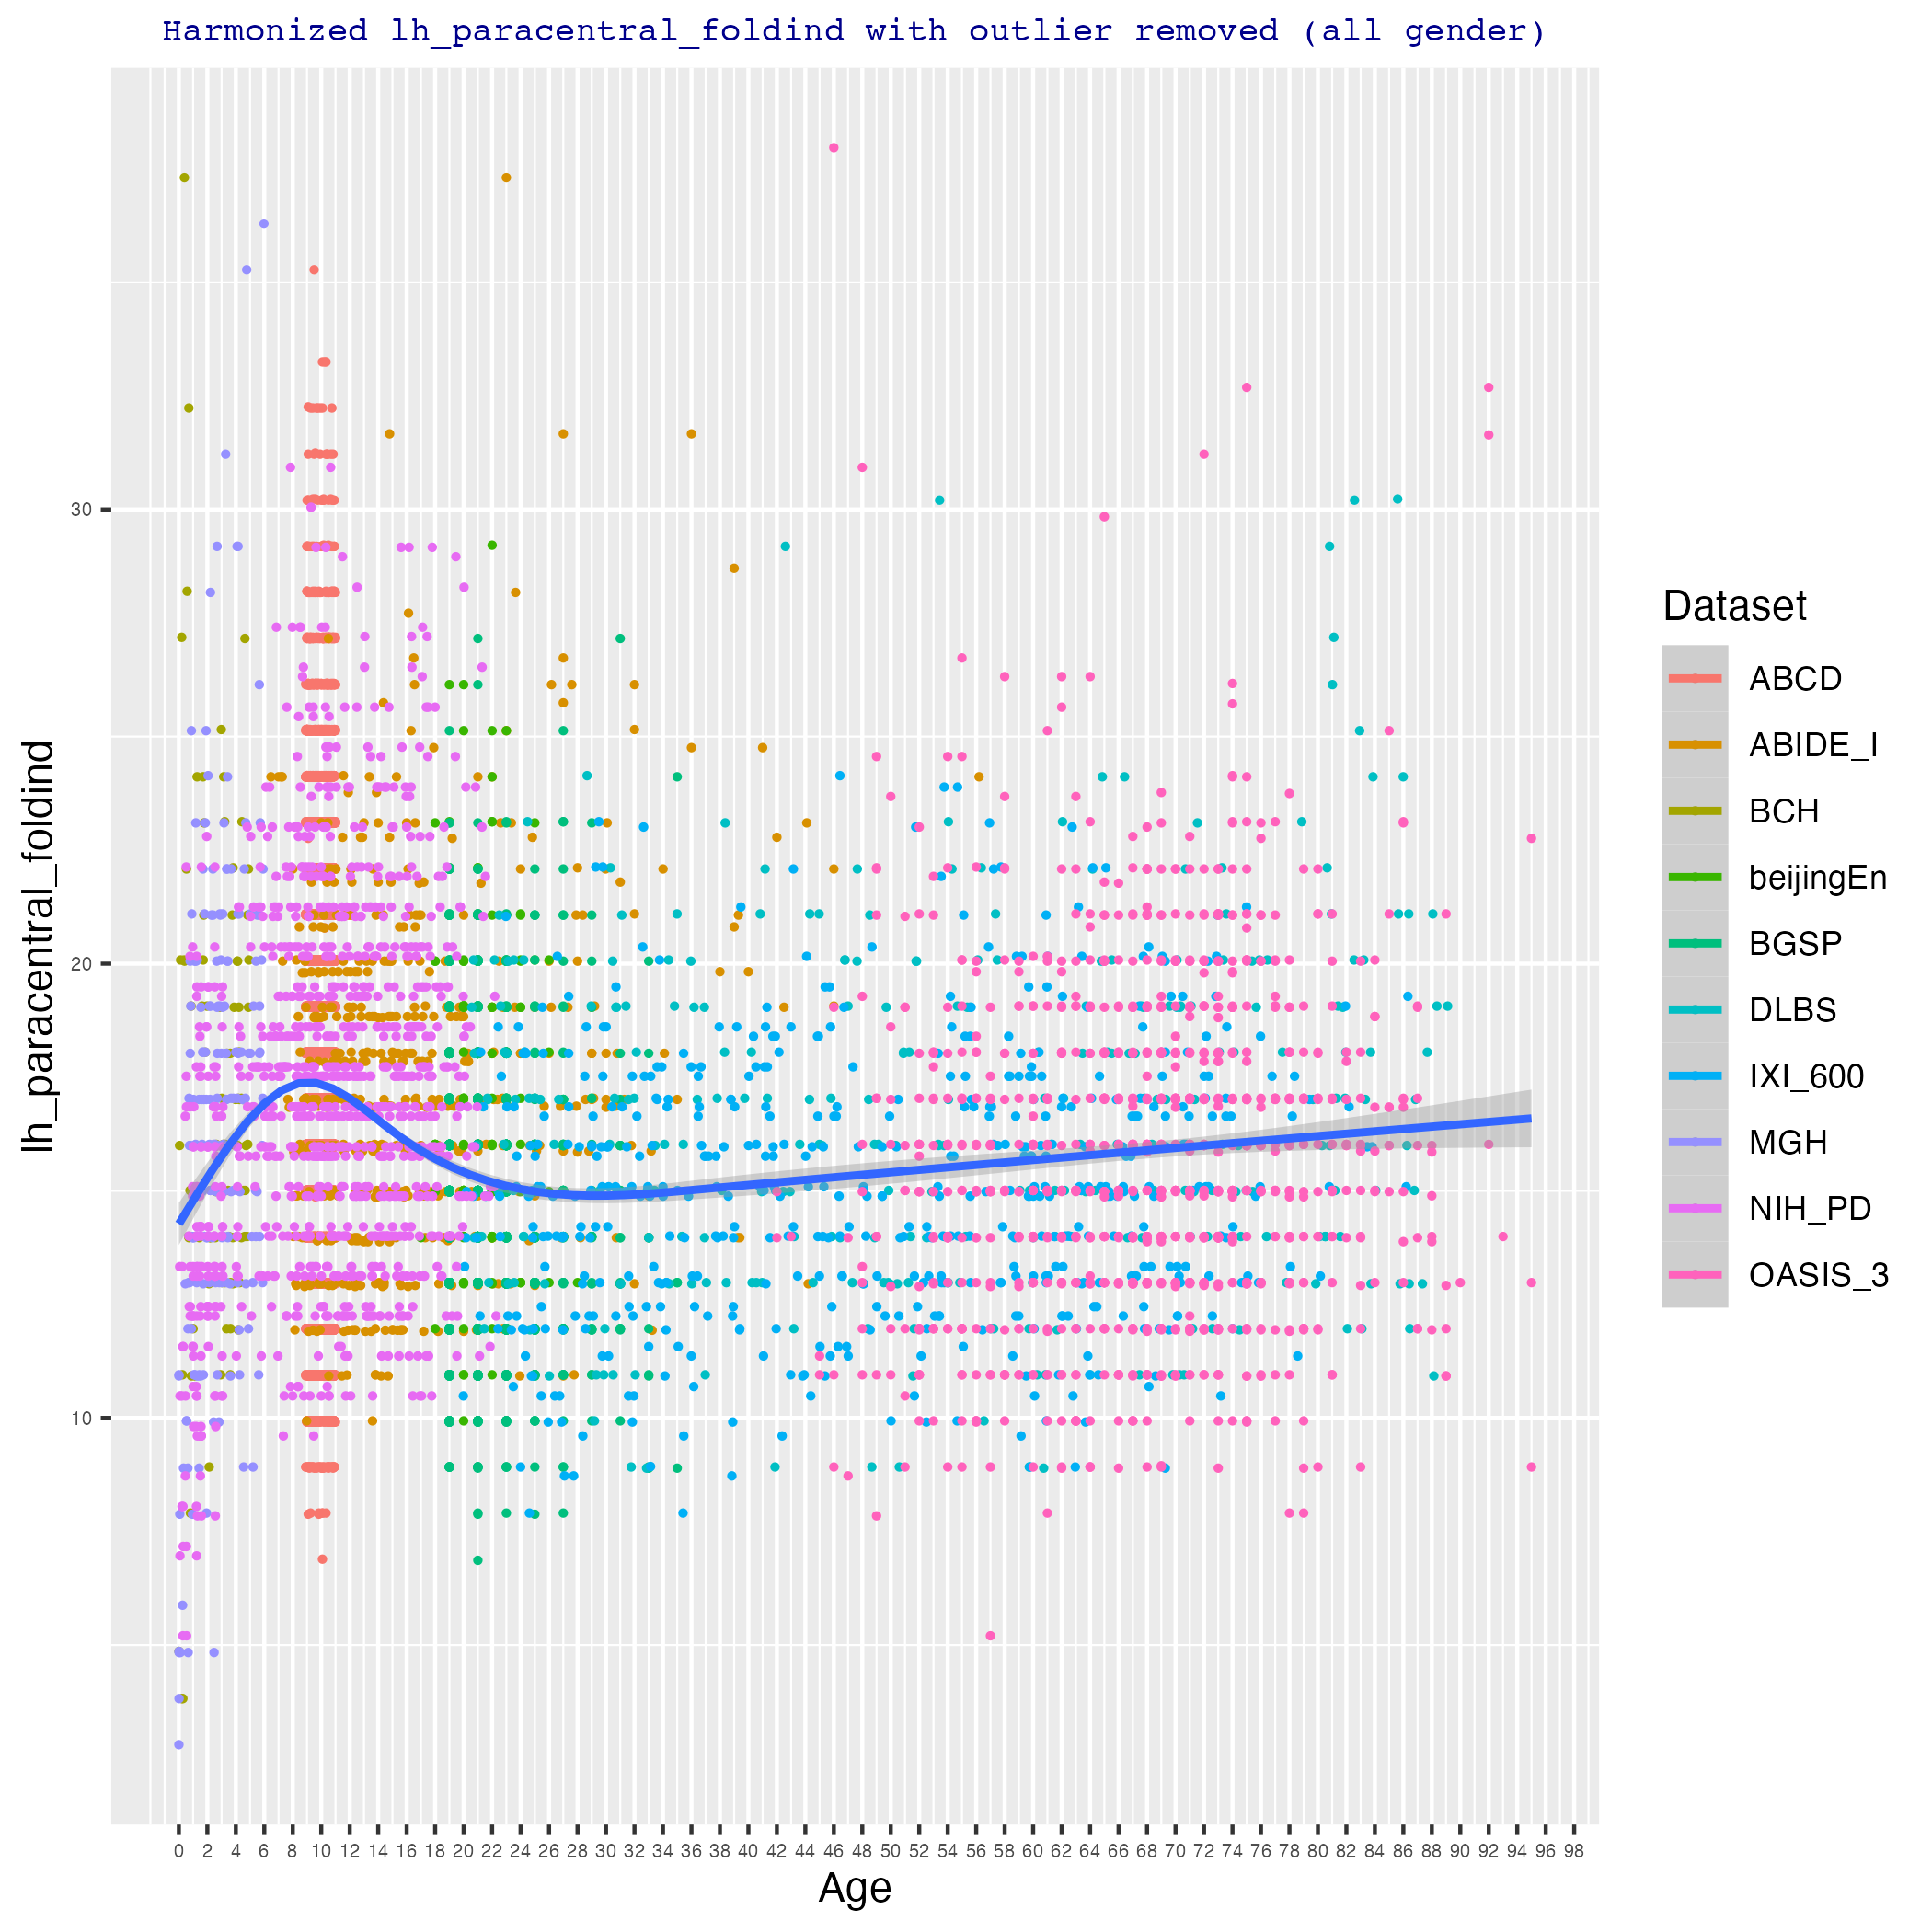 Harmonized lh_paracentral_foldind with outlier removed (all gender)
lh_paracentral_foldind
30
20
10
0 2 4 6 8 10 12 14 16 18 20 22 24 26 28 30 32 34 36 38 40 42 44 46 48 50 52 54 56 58 60 62 64 66 68 70 72 74 76 78 80 82 84 86 88 90 92 94 96 98
Age
Dataset
ABCD
ABIDE_I
BCH
beijingEn
BGSP
DLBS
IXI_600
MGH
NIH_PD
OASIS_3